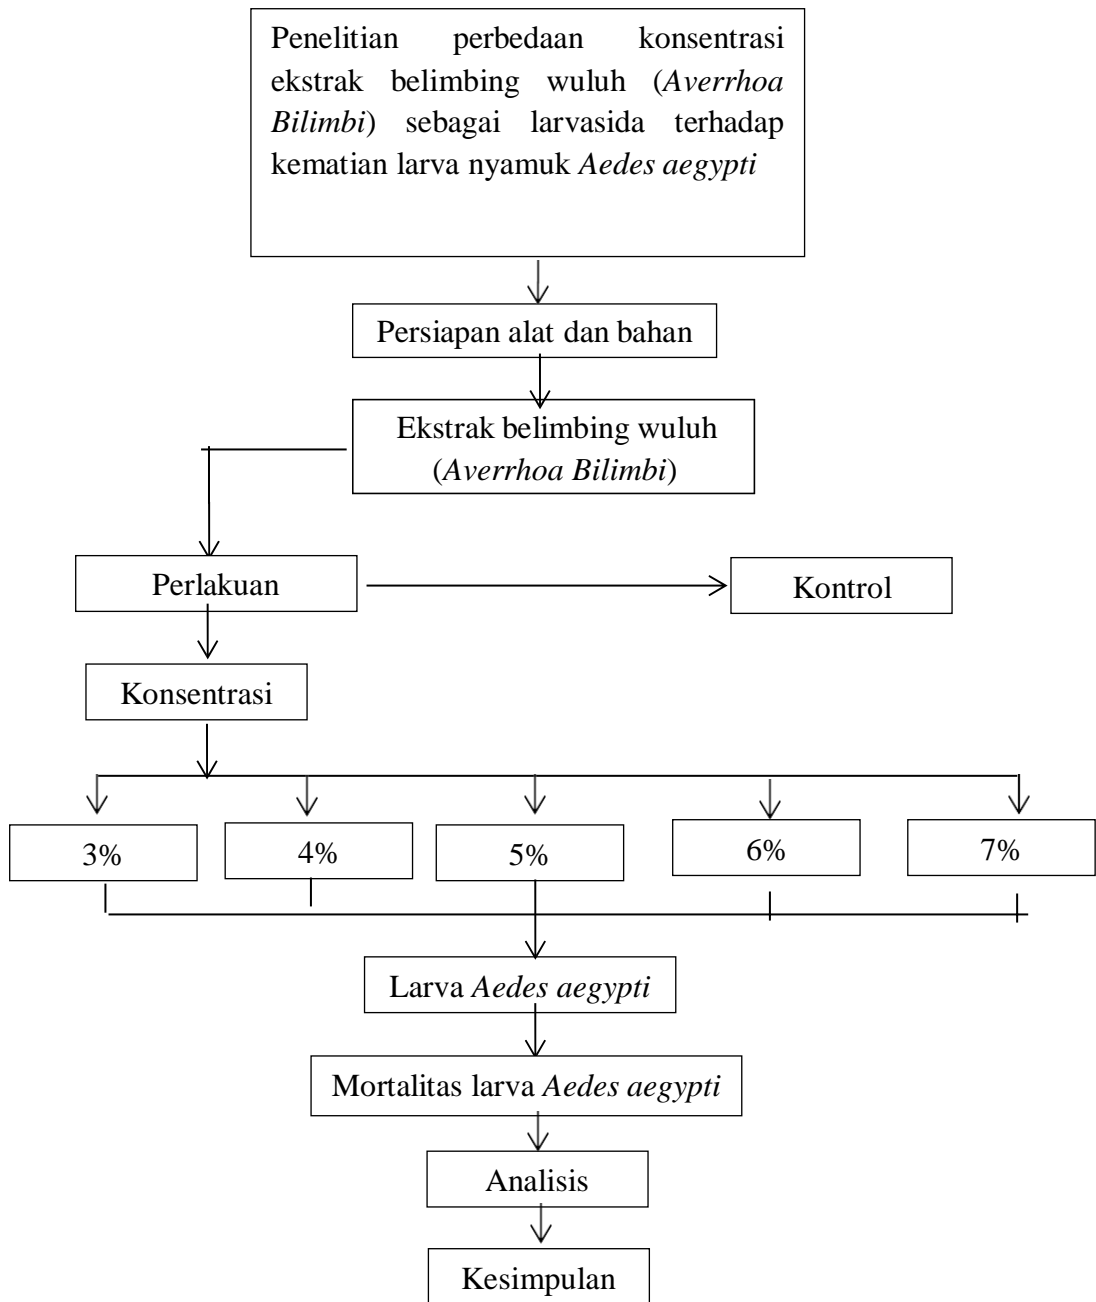 Penelitian perbedaan konsentrasi
ekstrak belimbing wuluh (Averrhoa
Bilimbi) sebagai larvasida terhadap
kematian larva nyamuk Aedes aegypti
Persiapan alat dan bahan
Ekstrak belimbing wuluh
(Averrhoa Bilimbi)
Perlakuan
Kontrol
Konsentrasi
3%
4%
5%
6%
7%
Larva Aedes aegypti
Mortalitas larva Aedes aegypti
Analisis
Kesimpulan